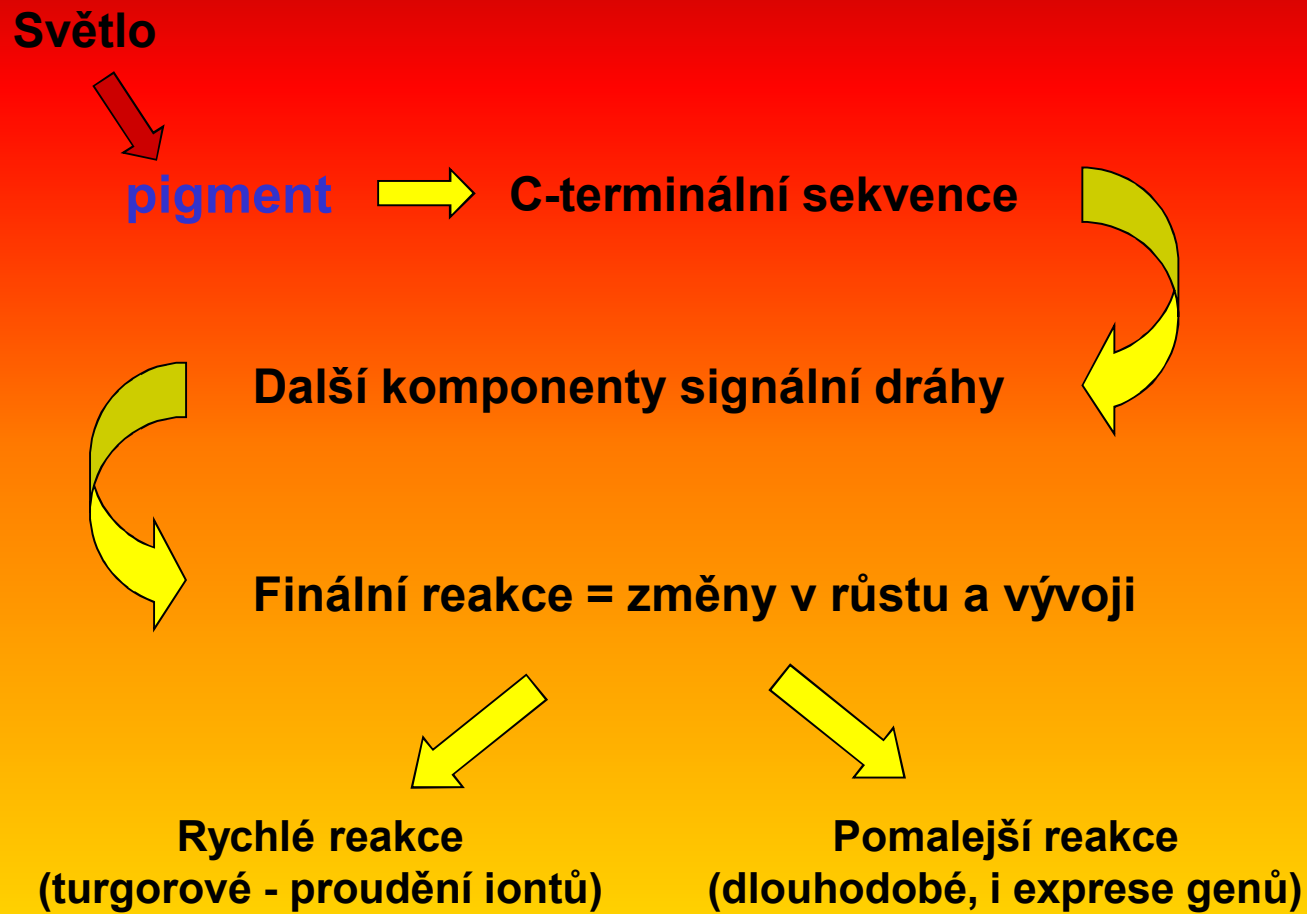 Světlo
pigment
C-terminální sekvence
Další komponenty signální dráhy
Finální reakce = změny v růstu a vývoji
Rychlé reakce
(turgorové - proudění iontů)
Pomalejší reakce
(dlouhodobé, i exprese genů)